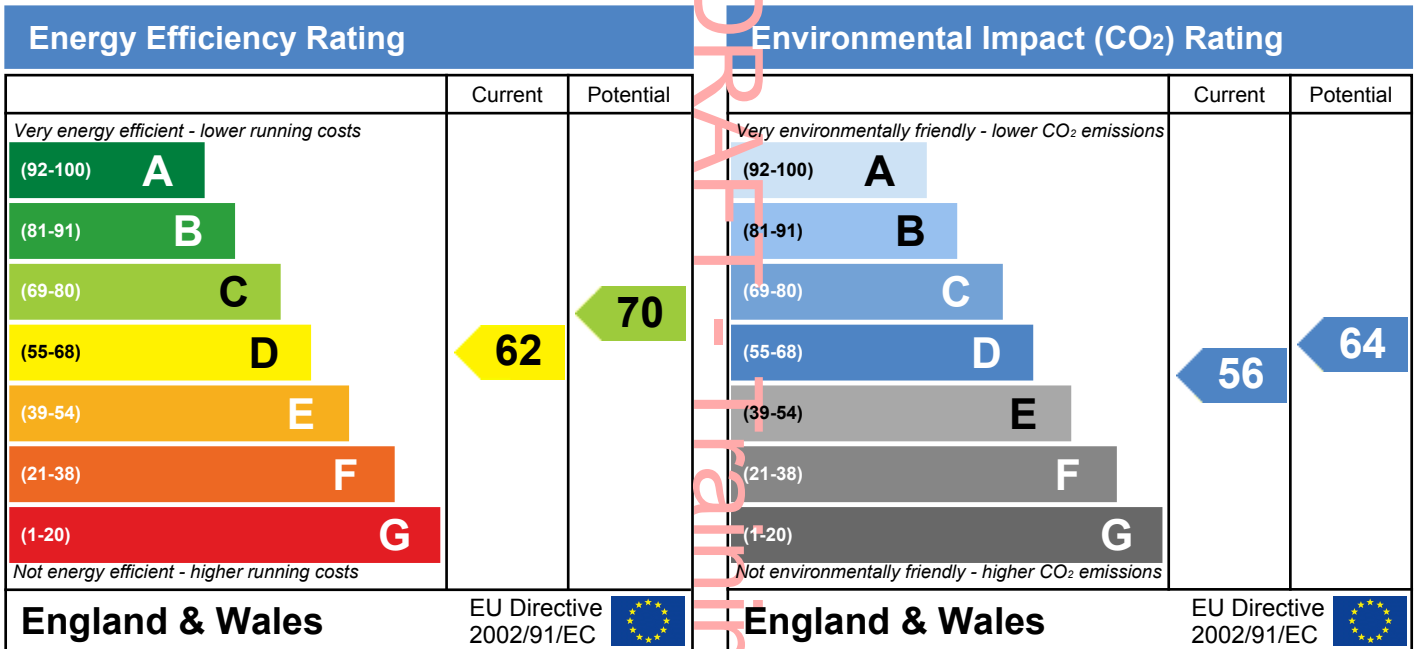 Energy Efficiency Rating
Current Potential
Very energy efficient - lower running costs
(92-100) A
(81-91) B
(69-80) C
(55-68) D
(39-54) E
(21-38) F
(1-20) G
62
70
Not energy efficient - higher running costs
England & Wales
EU Directive
2002/91/EC
DRAFT - Trainin
Environmental Impact (CO₂) Rating
Current Potential
Very environmentally friendly - lower CO₂ emissions
(92-100) A
(81-91) B
(69-80) C
(55-68) D
(39-54) E
(21-38) F
(1-20) G
56
64
Not environmentally friendly - higher CO₂ emissions
England & Wales
EU Directive
2002/91/EC